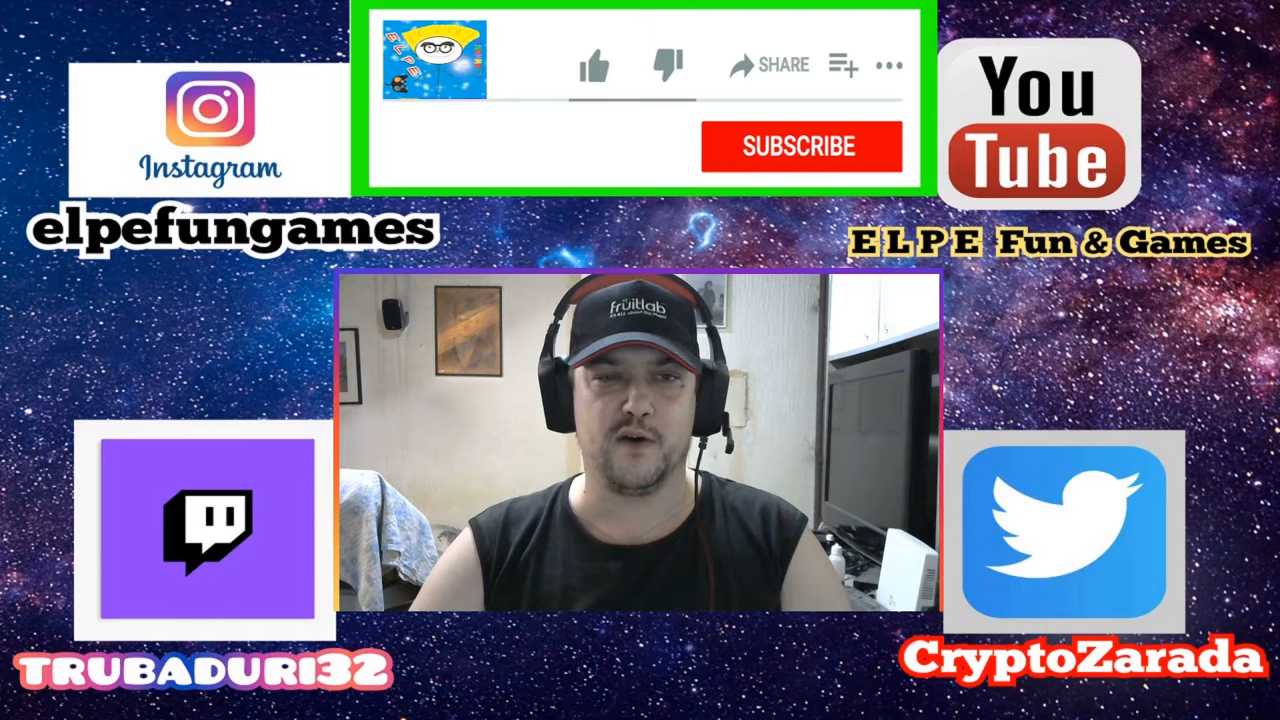 ELPE
SHARE
SUBSCRIBE
You
Tube
Instagram
elpefungames
E L P E Fun & Games
fruitlab
TRUBADURI32
CryptoZarada